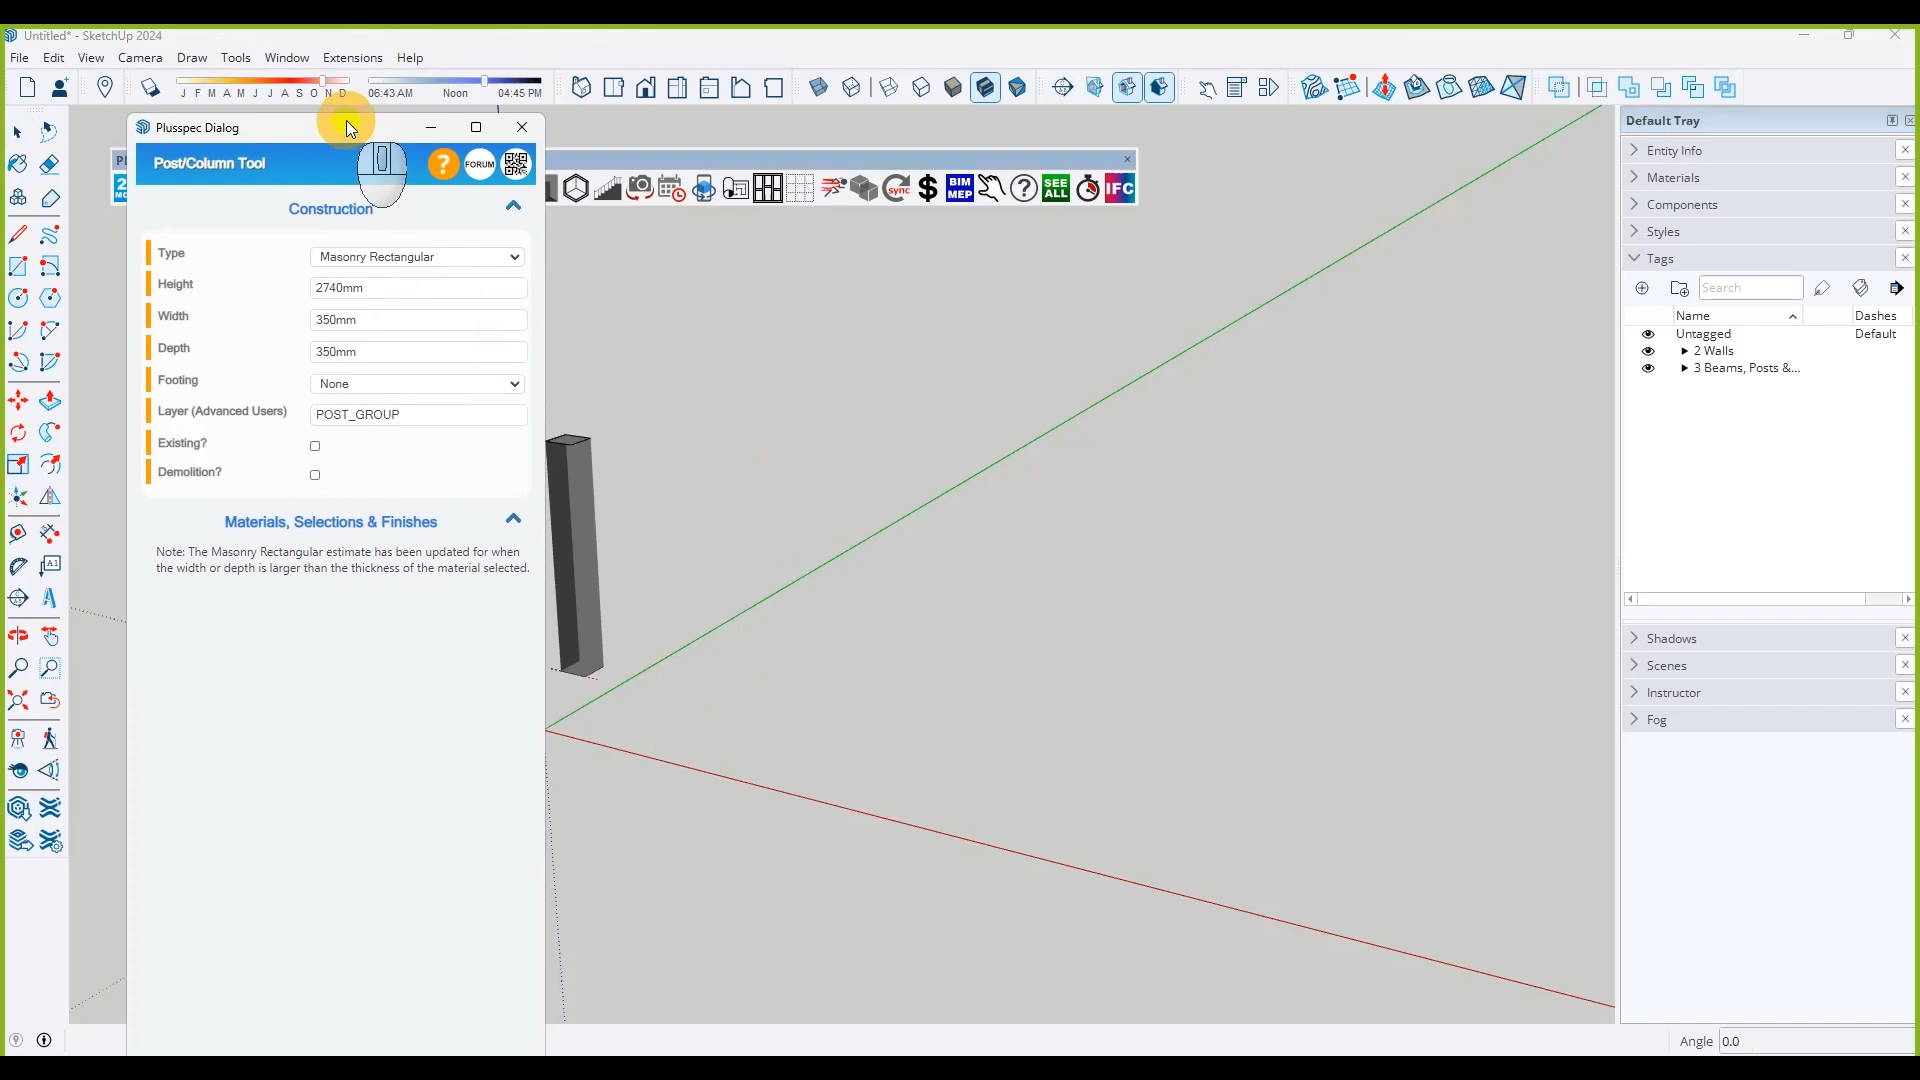 Untitled* - SketchUp 2024
File Edit View Camera Draw Tools Window Extensions Help
J F M A M J J A S O N D 06:43 AM Noon 04:45 PM
Plusspec Dialog
Post/Column Tool
FORUM
Construction
Type Masonry Rectangular
Height 2740mm
Width 350mm
Depth 350mm
Footing None
Layer (Advanced Users) POST_GROUP
Existing?
Demolition?
Materials, Selections & Finishes
Note: The Masonry Rectangular estimate has been updated for when
the width or depth is larger than the thickness of the material selected.
sync
$
BIM
MEP
?
SEE
ALL
IFC
Default Tray
Entity Info
Materials
Components
Styles
Tags
Search
Name Dashes
Untagged Default
2 Walls
3 Beams, Posts &...
Shadows
Scenes
Instructor
Fog
Angle 0.0